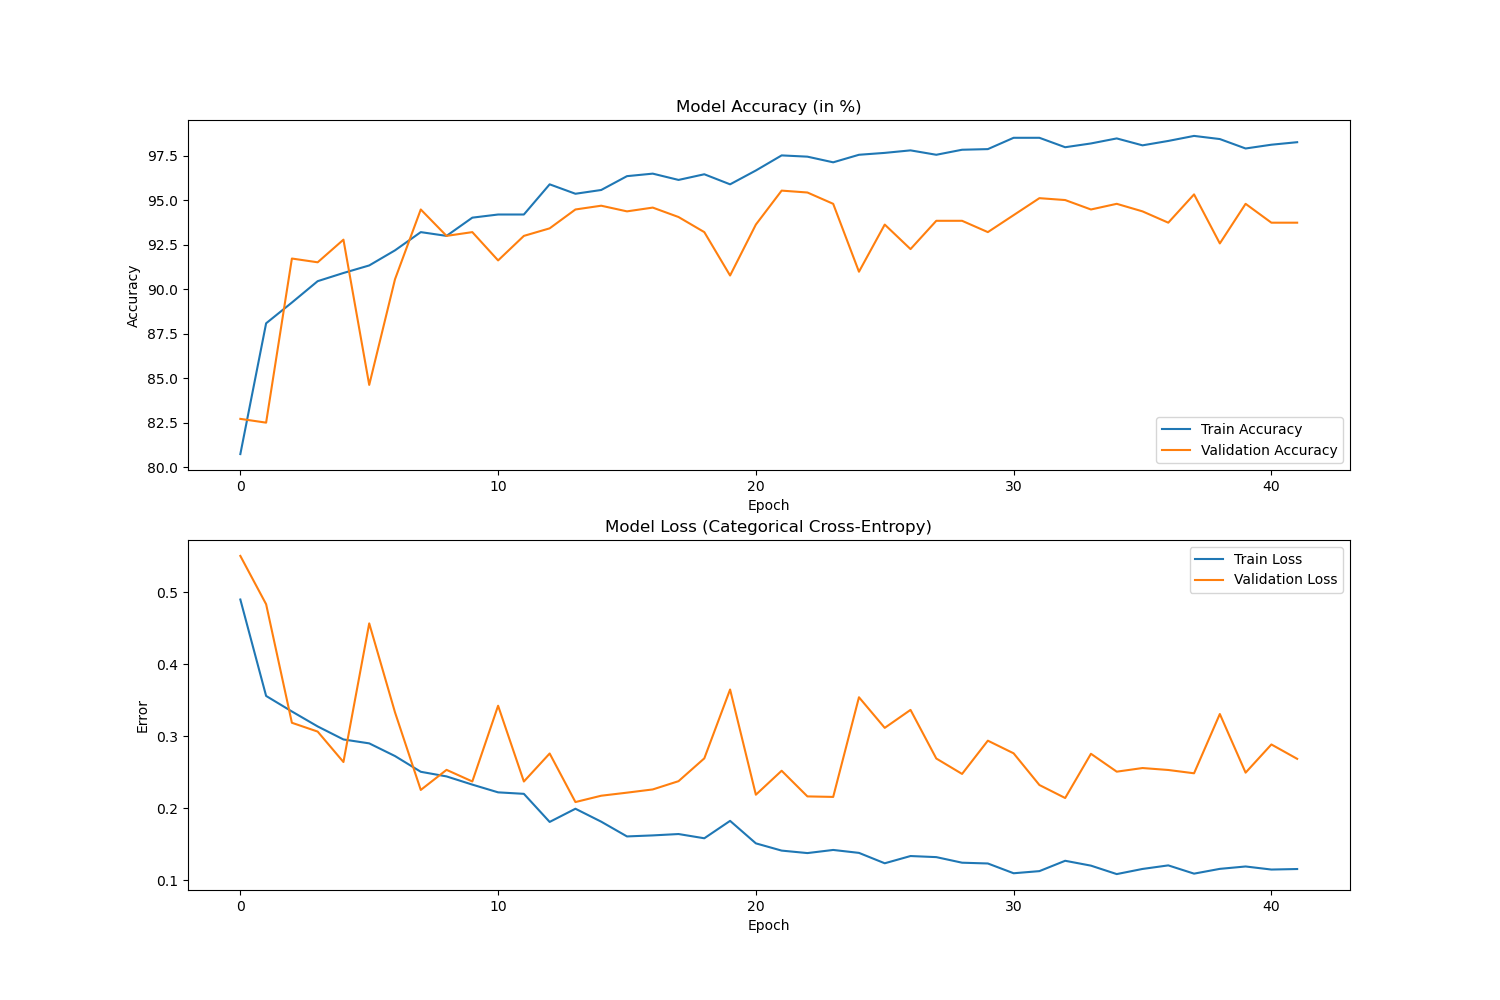 Model Accuracy (in %)
97.5
95.0
92.5
90.0
87.5
85.0
82.5
80.0
Accuracy
Train Accuracy
Validation Accuracy
0 10 20 30 40
Epoch
Model Loss (Categorical Cross-Entropy)
Train Loss
Validation Loss
0.5
0.4
0.3
0.2
0.1
Error
0 10 20 30 40
Epoch